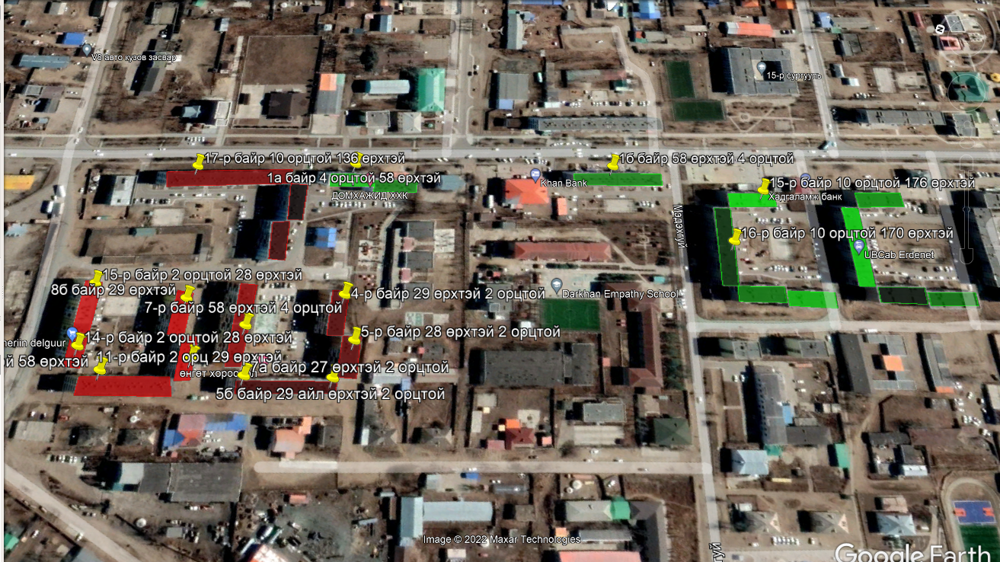 V8 авто кузов засвар
15-р сургууль
17-р байр 10 орцтой 136 өрхтэй
1б байр 58 өрхтэй 4 орцтой
1а байр 4 орцтой 58 өрхтэй
Khan Bank
15-р байр 10 орцтой 176 өрхтэй
ДОМХАЖИД ХХК
Хадгаламж банк
Мэдэхгүй
16-р байр 10 орцтой 170 өрхтэй
UBCab Erdenet
15-р байр 2 орцтой 28 өрхтэй
8б байр 29 өрхтэй
4-р байр 29 өрхтэй 2 орцтой
Darkhan Empathy School
7-р байр 58 өрхтэй 4 орцтой
5-р байр 28 өрхтэй 2 орцтой
14-р байр 2 орцтой 28 өрхтэй
neriin delguur
й 58 өрхтэй
11-р байр 2 орц 29 өрхтэй
7а байр 27 өрхтэй 2 орцтой
өнгөт
5б байр 29 айл өрхтэй 2 орцтой
Image © 2022 Maxar Technologies
гүй
Google Earth